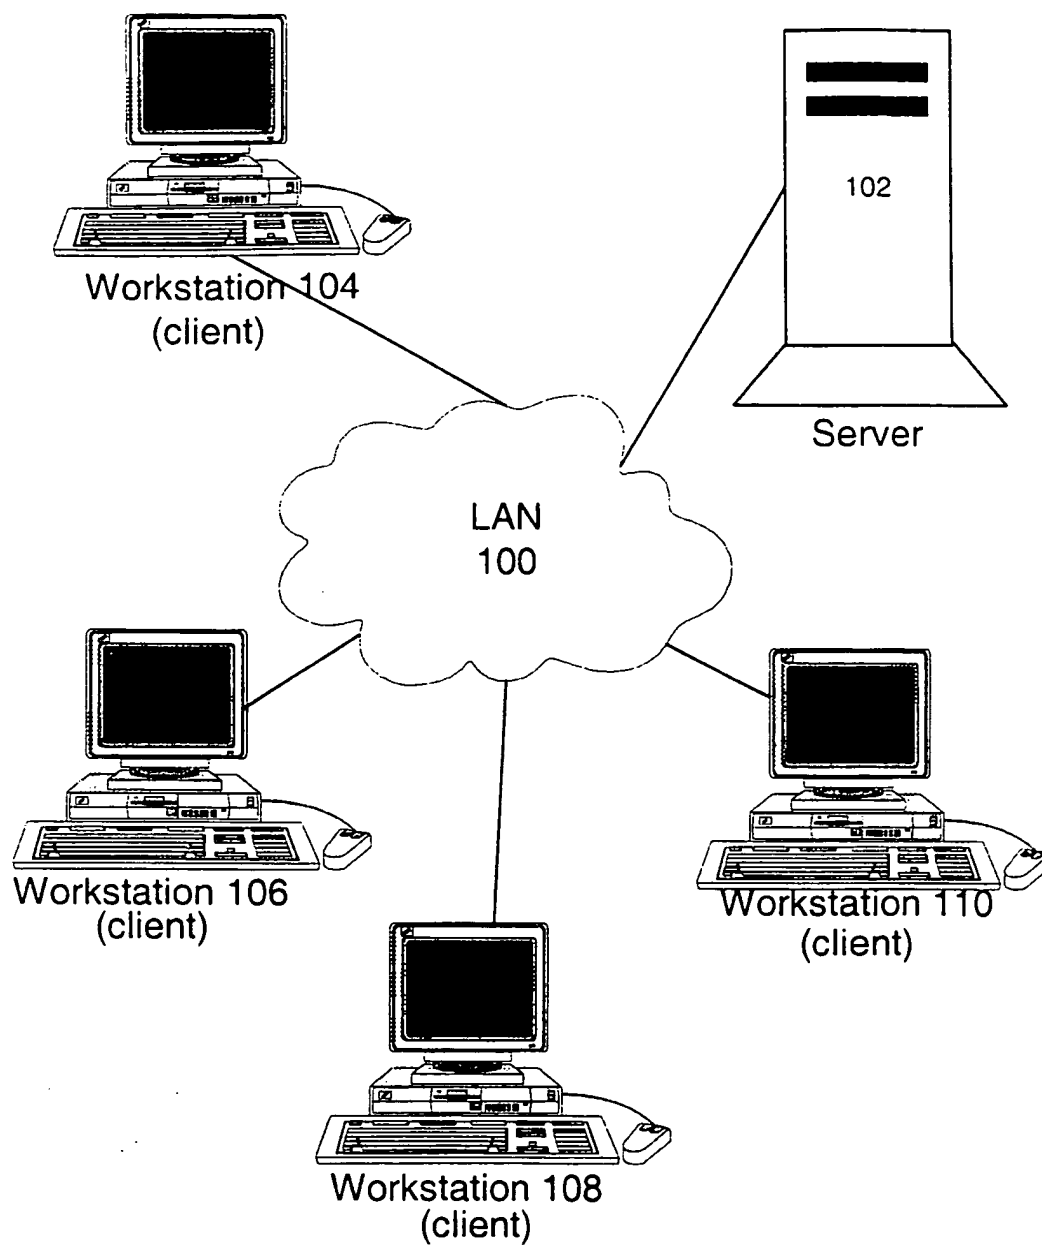 102
Workstation 104
(client)
Server
LAN
100
Workstation 106
(client)
Workstation 110
(client)
Workstation 108
(client)